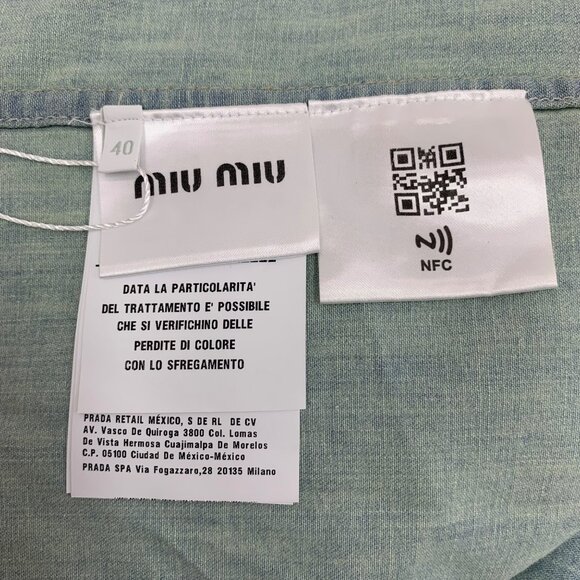 40
miu miu
NFC
DATA LA PARTICOLARITA'
DEL TRATTAMENTO E' POSSIBILE
CHE SI VERIFICHINO DELLE
PERDITE DI COLORE
CON LO SFREGAMENTO
PRADA RETAIL MÉXICO, S DE RL DE CV
AV. Vasco De Quiroga 3800 Col. Lomas
De Vista Hermosa Cuajimalpa De Morelos
C.P. 05100 Ciudad De México-México
PRADA SPA Via Fogazzaro,28 20135 Milano